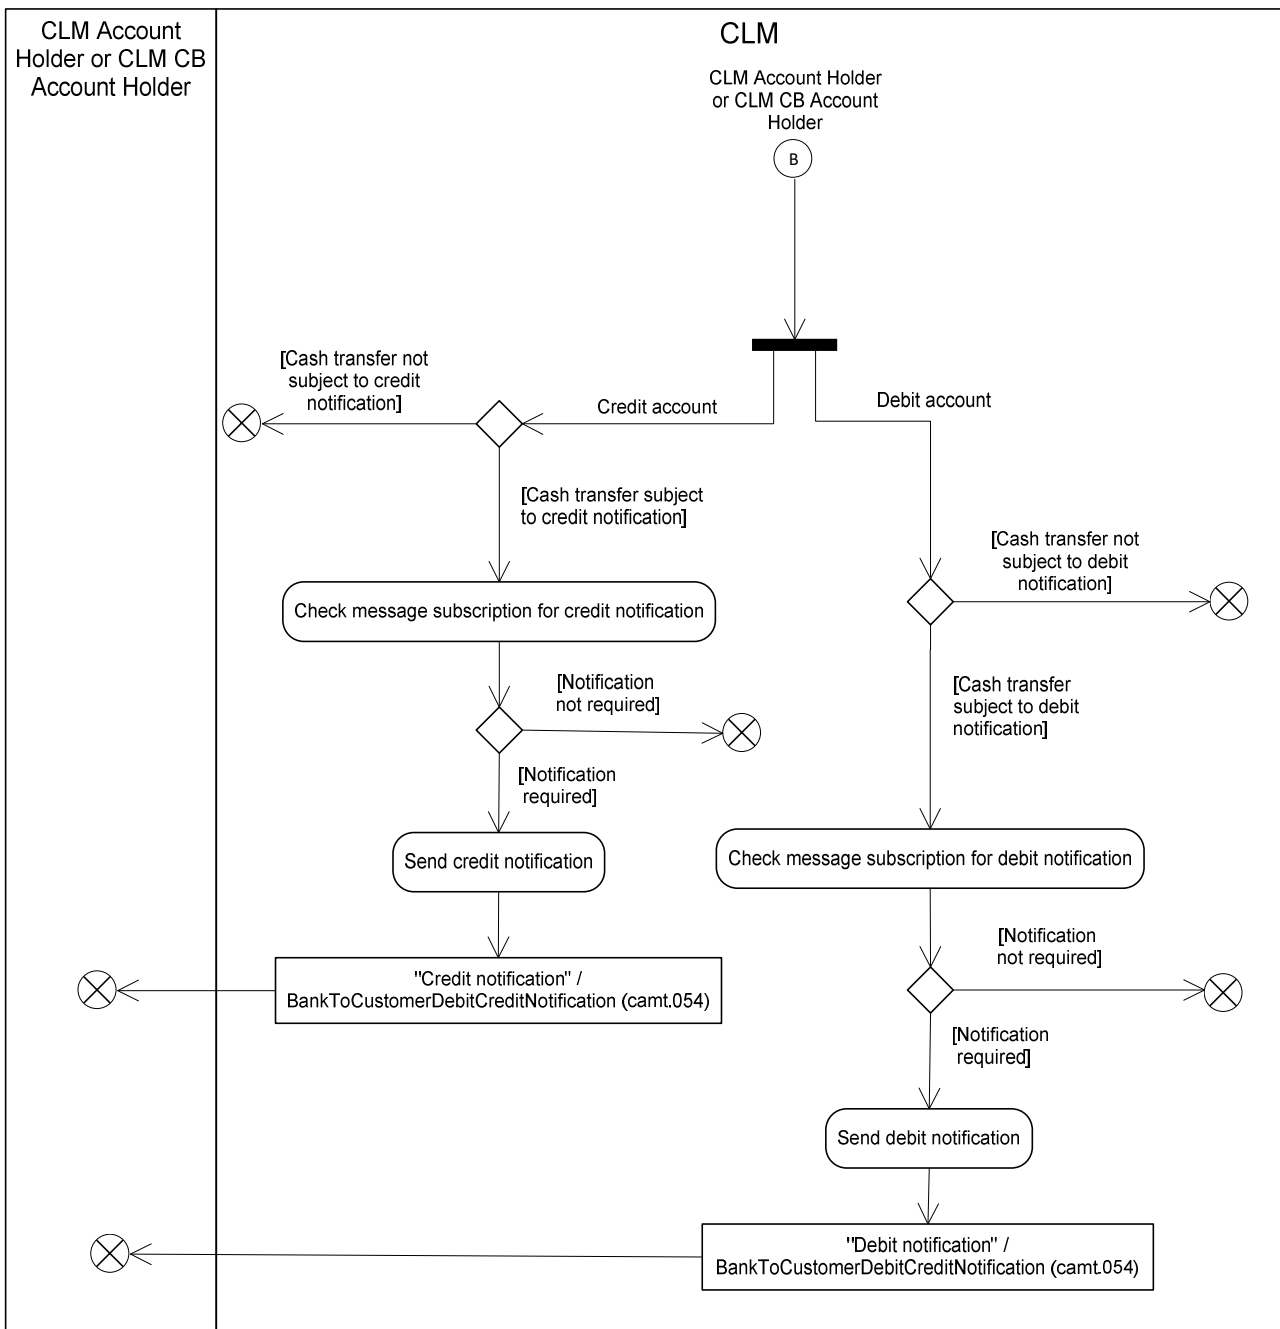 CLM Account
Holder or CLM CB
Account Holder
CLM
CLM Account Holder
or CLM CB Account
Holder
B
[Cash transfer not
subject to credit
notification]
Credit account
Debit account
[Cash transfer subject
to credit notification]
[Cash transfer not
subject to debit
notification]
Check message subscription for credit notification
[Notification
not required]
[Cash transfer
subject to debit
notification]
[Notification
required]
Send credit notification
Check message subscription for debit notification
[Notification
not required]
"Credit notification" /
BankToCustomerDebitCreditNotification (camt.054)
[Notification
required]
Send debit notification
"Debit notification" /
BankToCustomerDebitCreditNotification (camt.054)